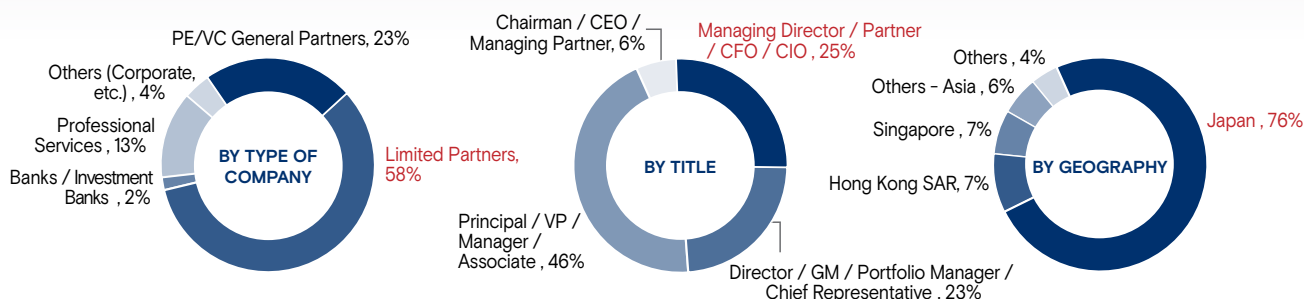 PE/VC General Partners, 23%
Others (Corporate,
etc.) , 4%
Professional
Services , 13%
Banks / Investment
Banks , 2%
BY TYPE OF
COMPANY
Limited Partners,
58%
Chairman / CEO /
Managing Partner, 6%
Managing Director / Partner
/ CFO / CIO , 25%
BY TITLE
Principal / VP /
Manager /
Associate , 46%
Director / GM / Portfolio Manager /
Chief Representative , 23%
Others , 4%
Others - Asia , 6%
Singapore , 7%
Hong Kong SAR, 7%
BY GEOGRAPHY
Japan , 76%